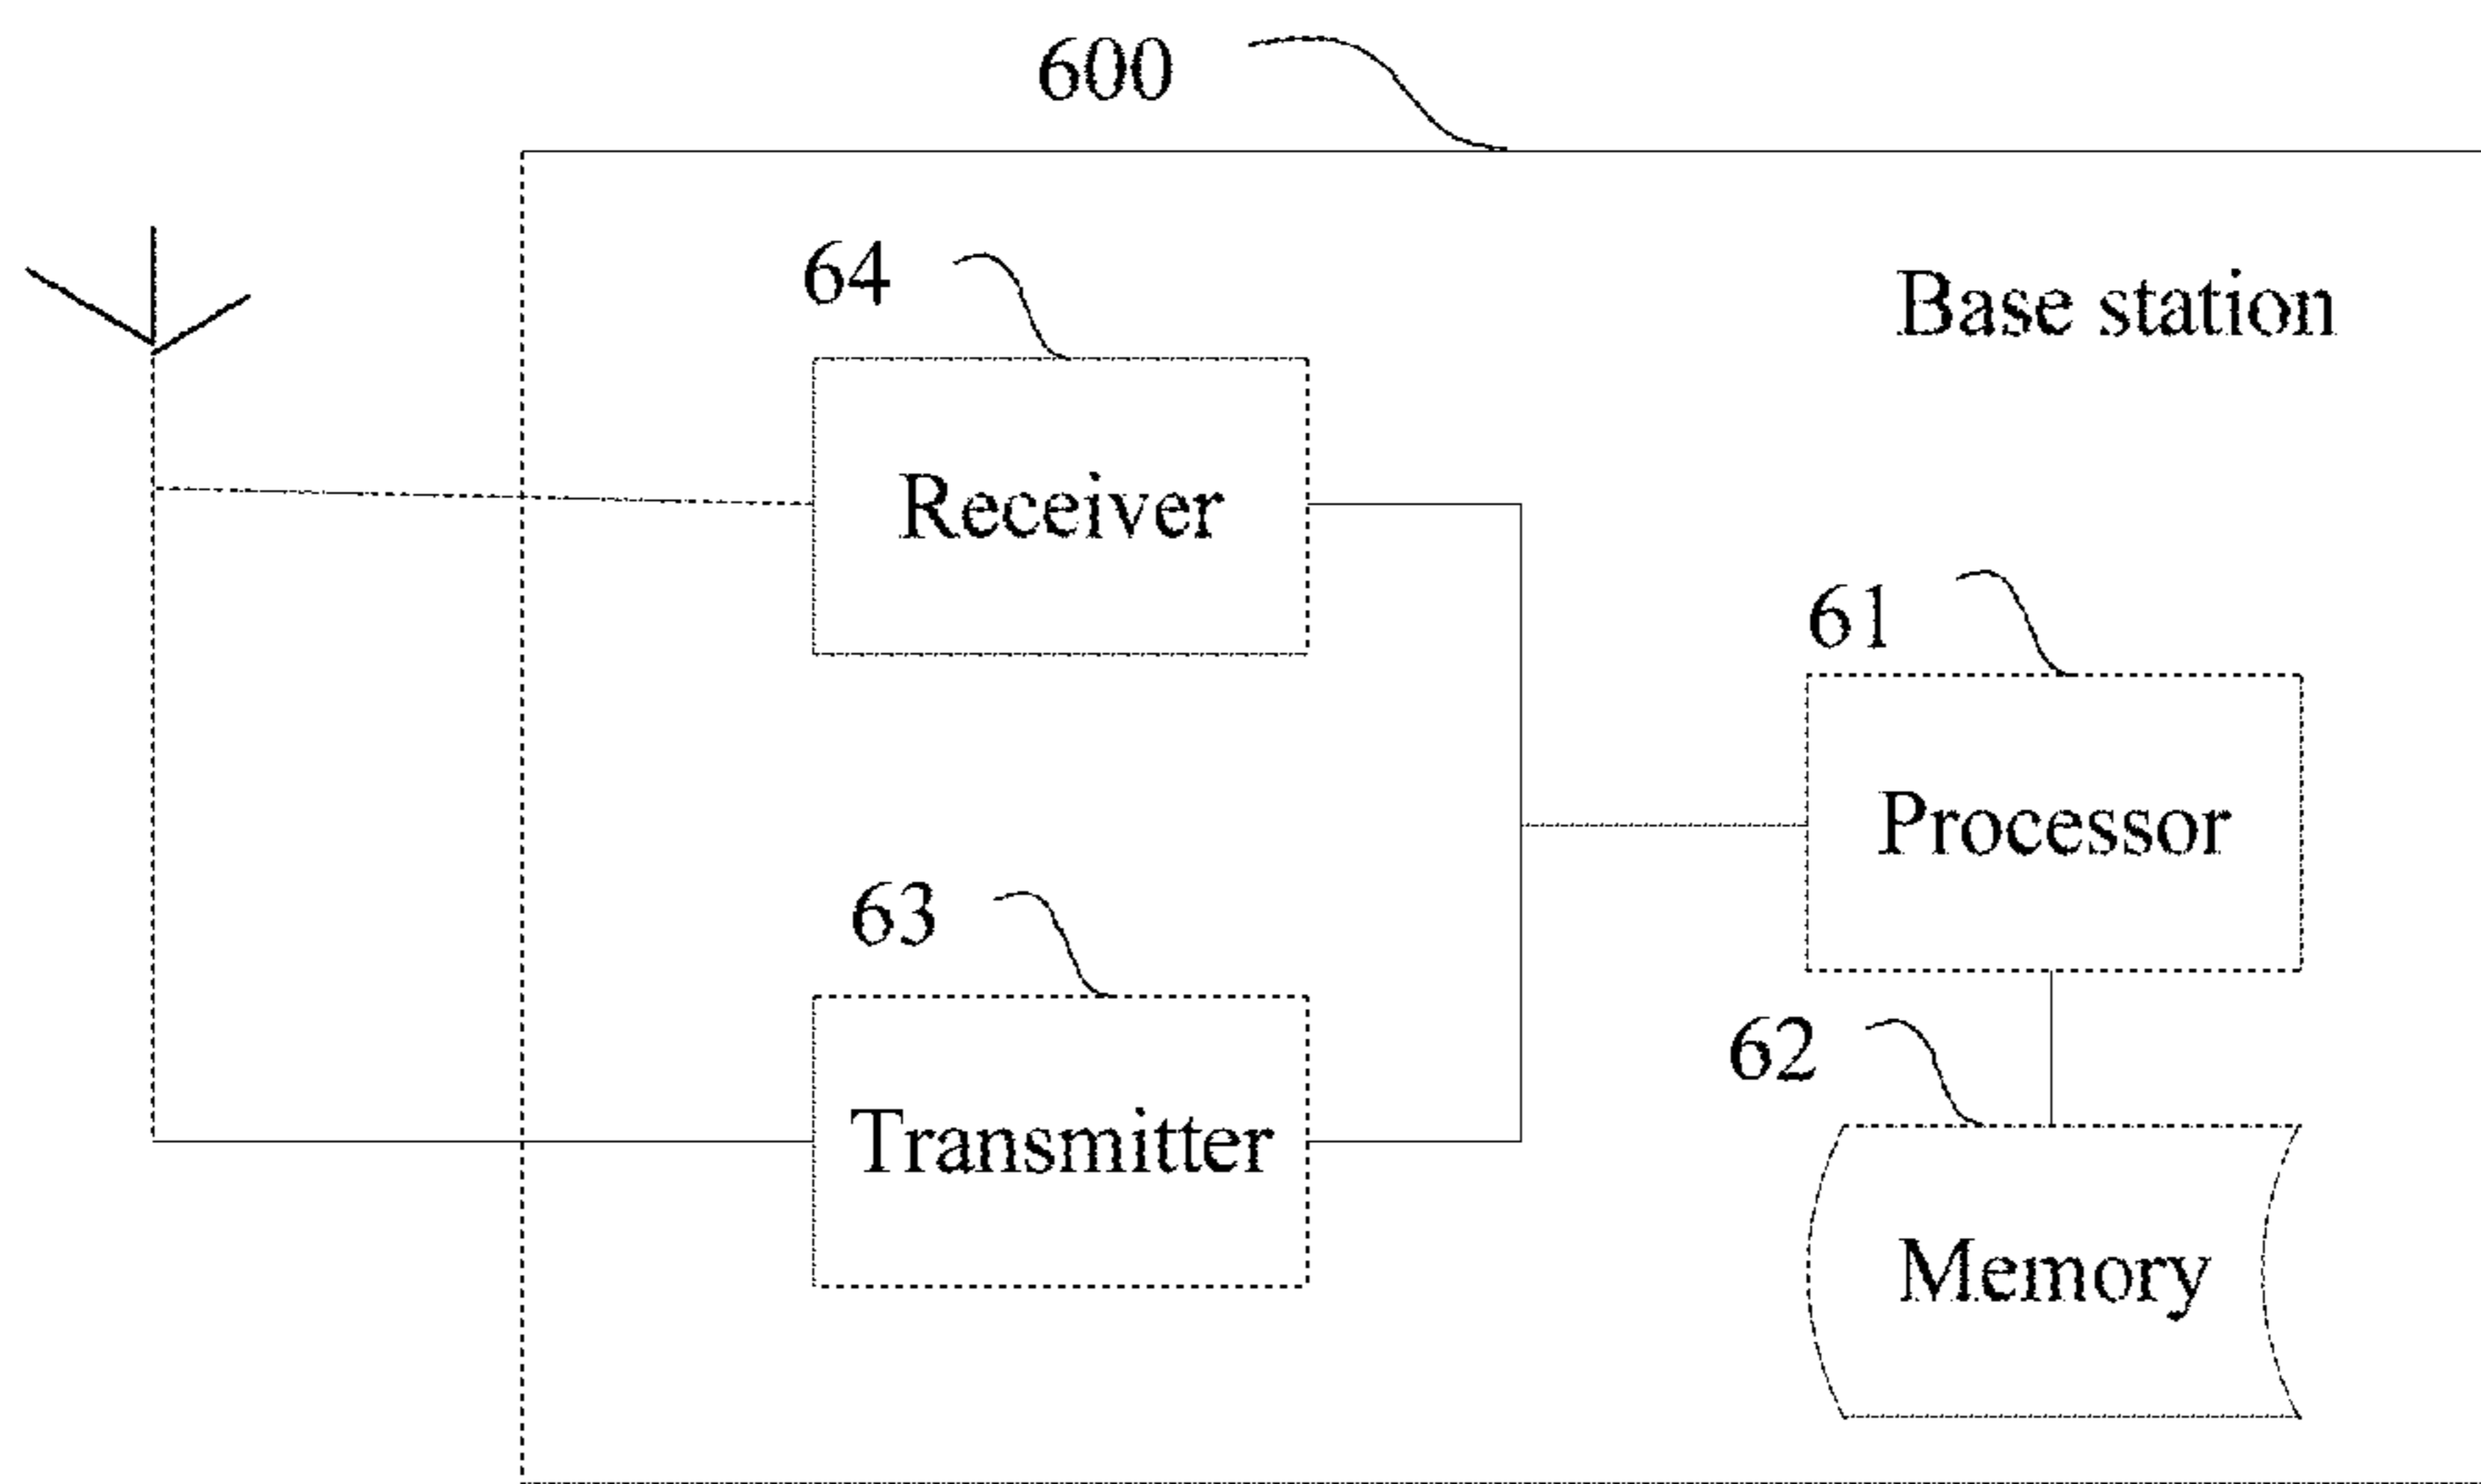 600
64
Base station
Receiver
61
Processor
63
62
Transmitter
Memory